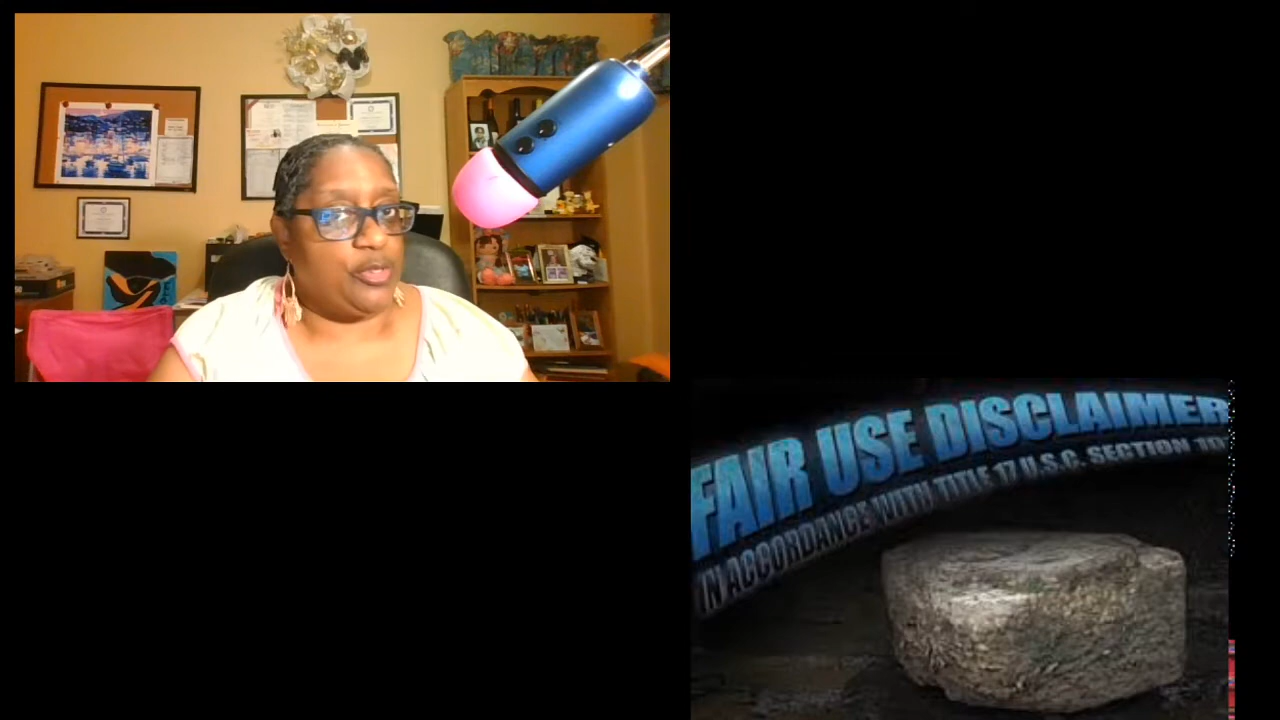 FAIR USE DISCLAIMER
IN ACCORDANCE WITH TITLE 17 U.S.C. SECTION